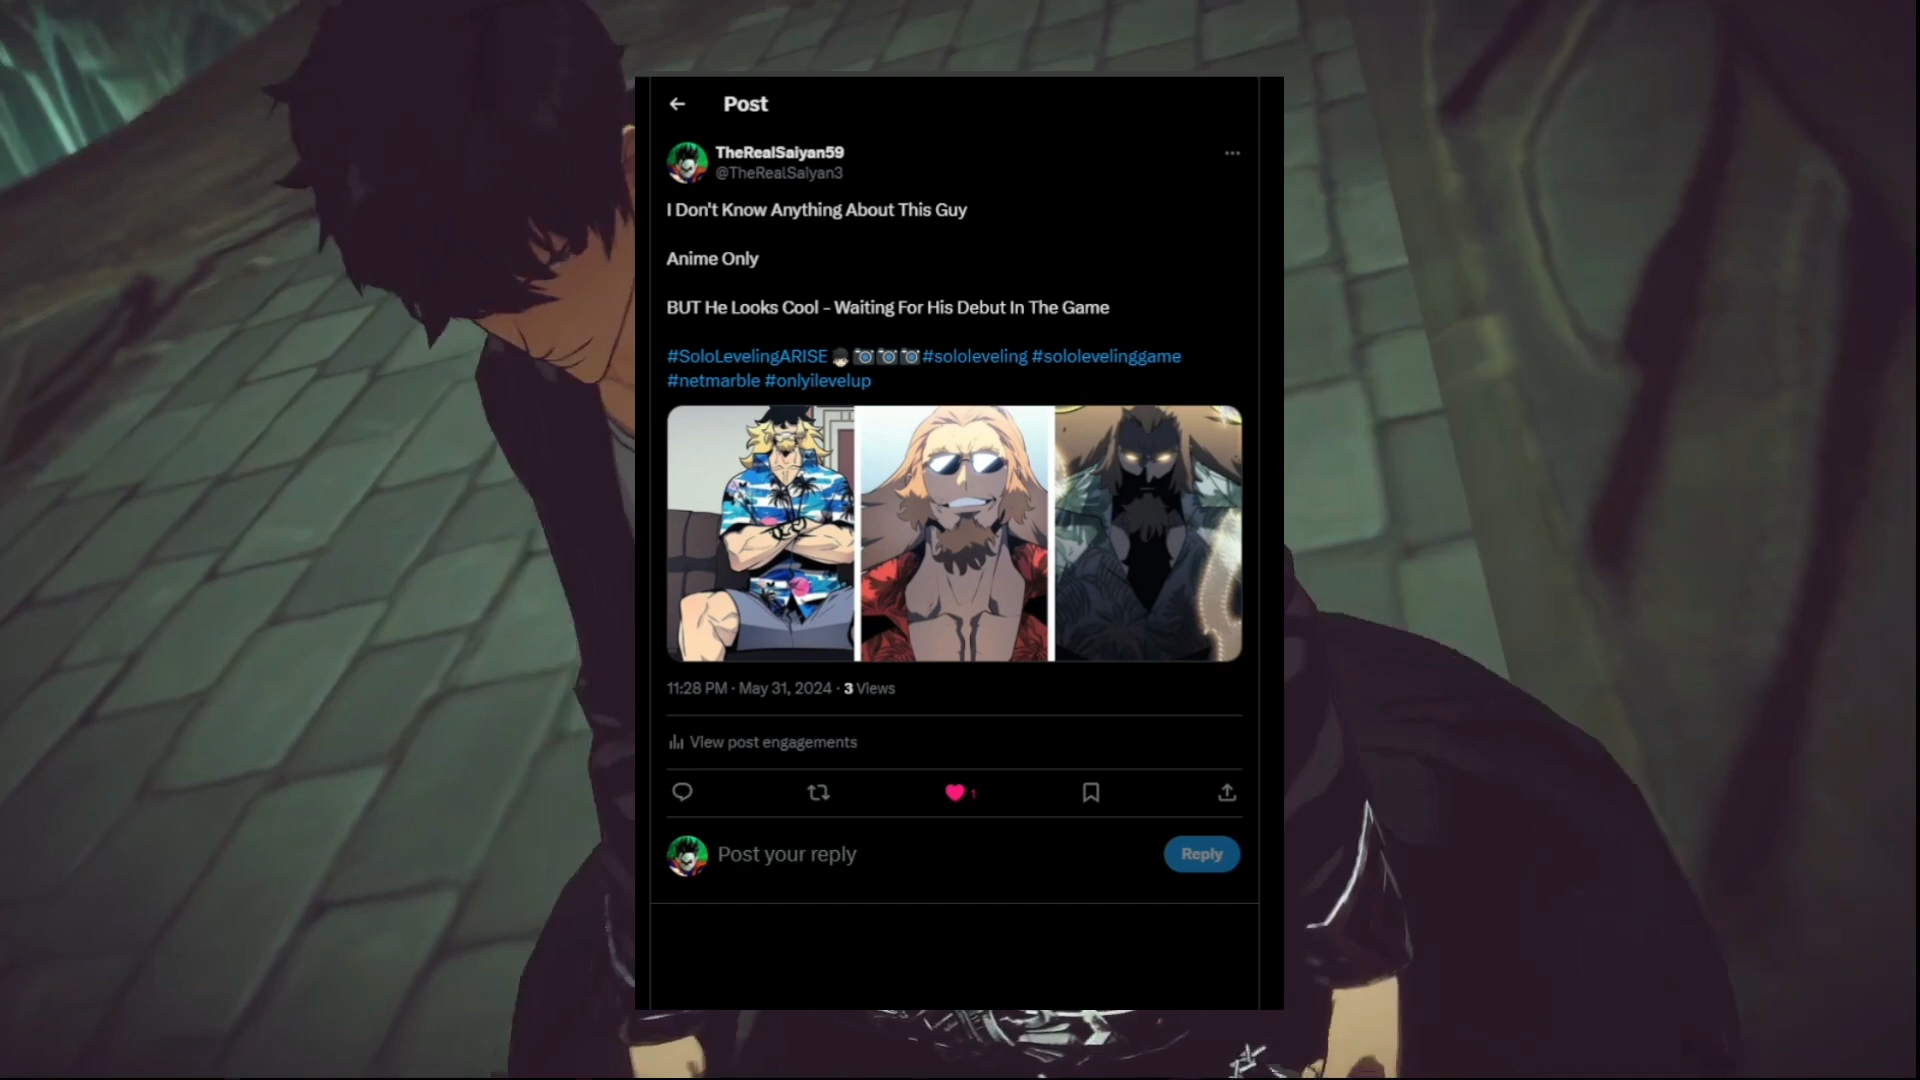 Post
TheRealSaiyan59
@TheRealSaiyan3
I Don't Know Anything About This Guy
Anime Only
BUT He Looks Cool - Waiting For His Debut In The Game
#SoloLevelingARISE #sololeveling #sololevelinggame
#netmarble #onlyilevelup
11:28 PM · May 31, 2024 · 3 Views
View post engagements
1
Post your reply
Reply